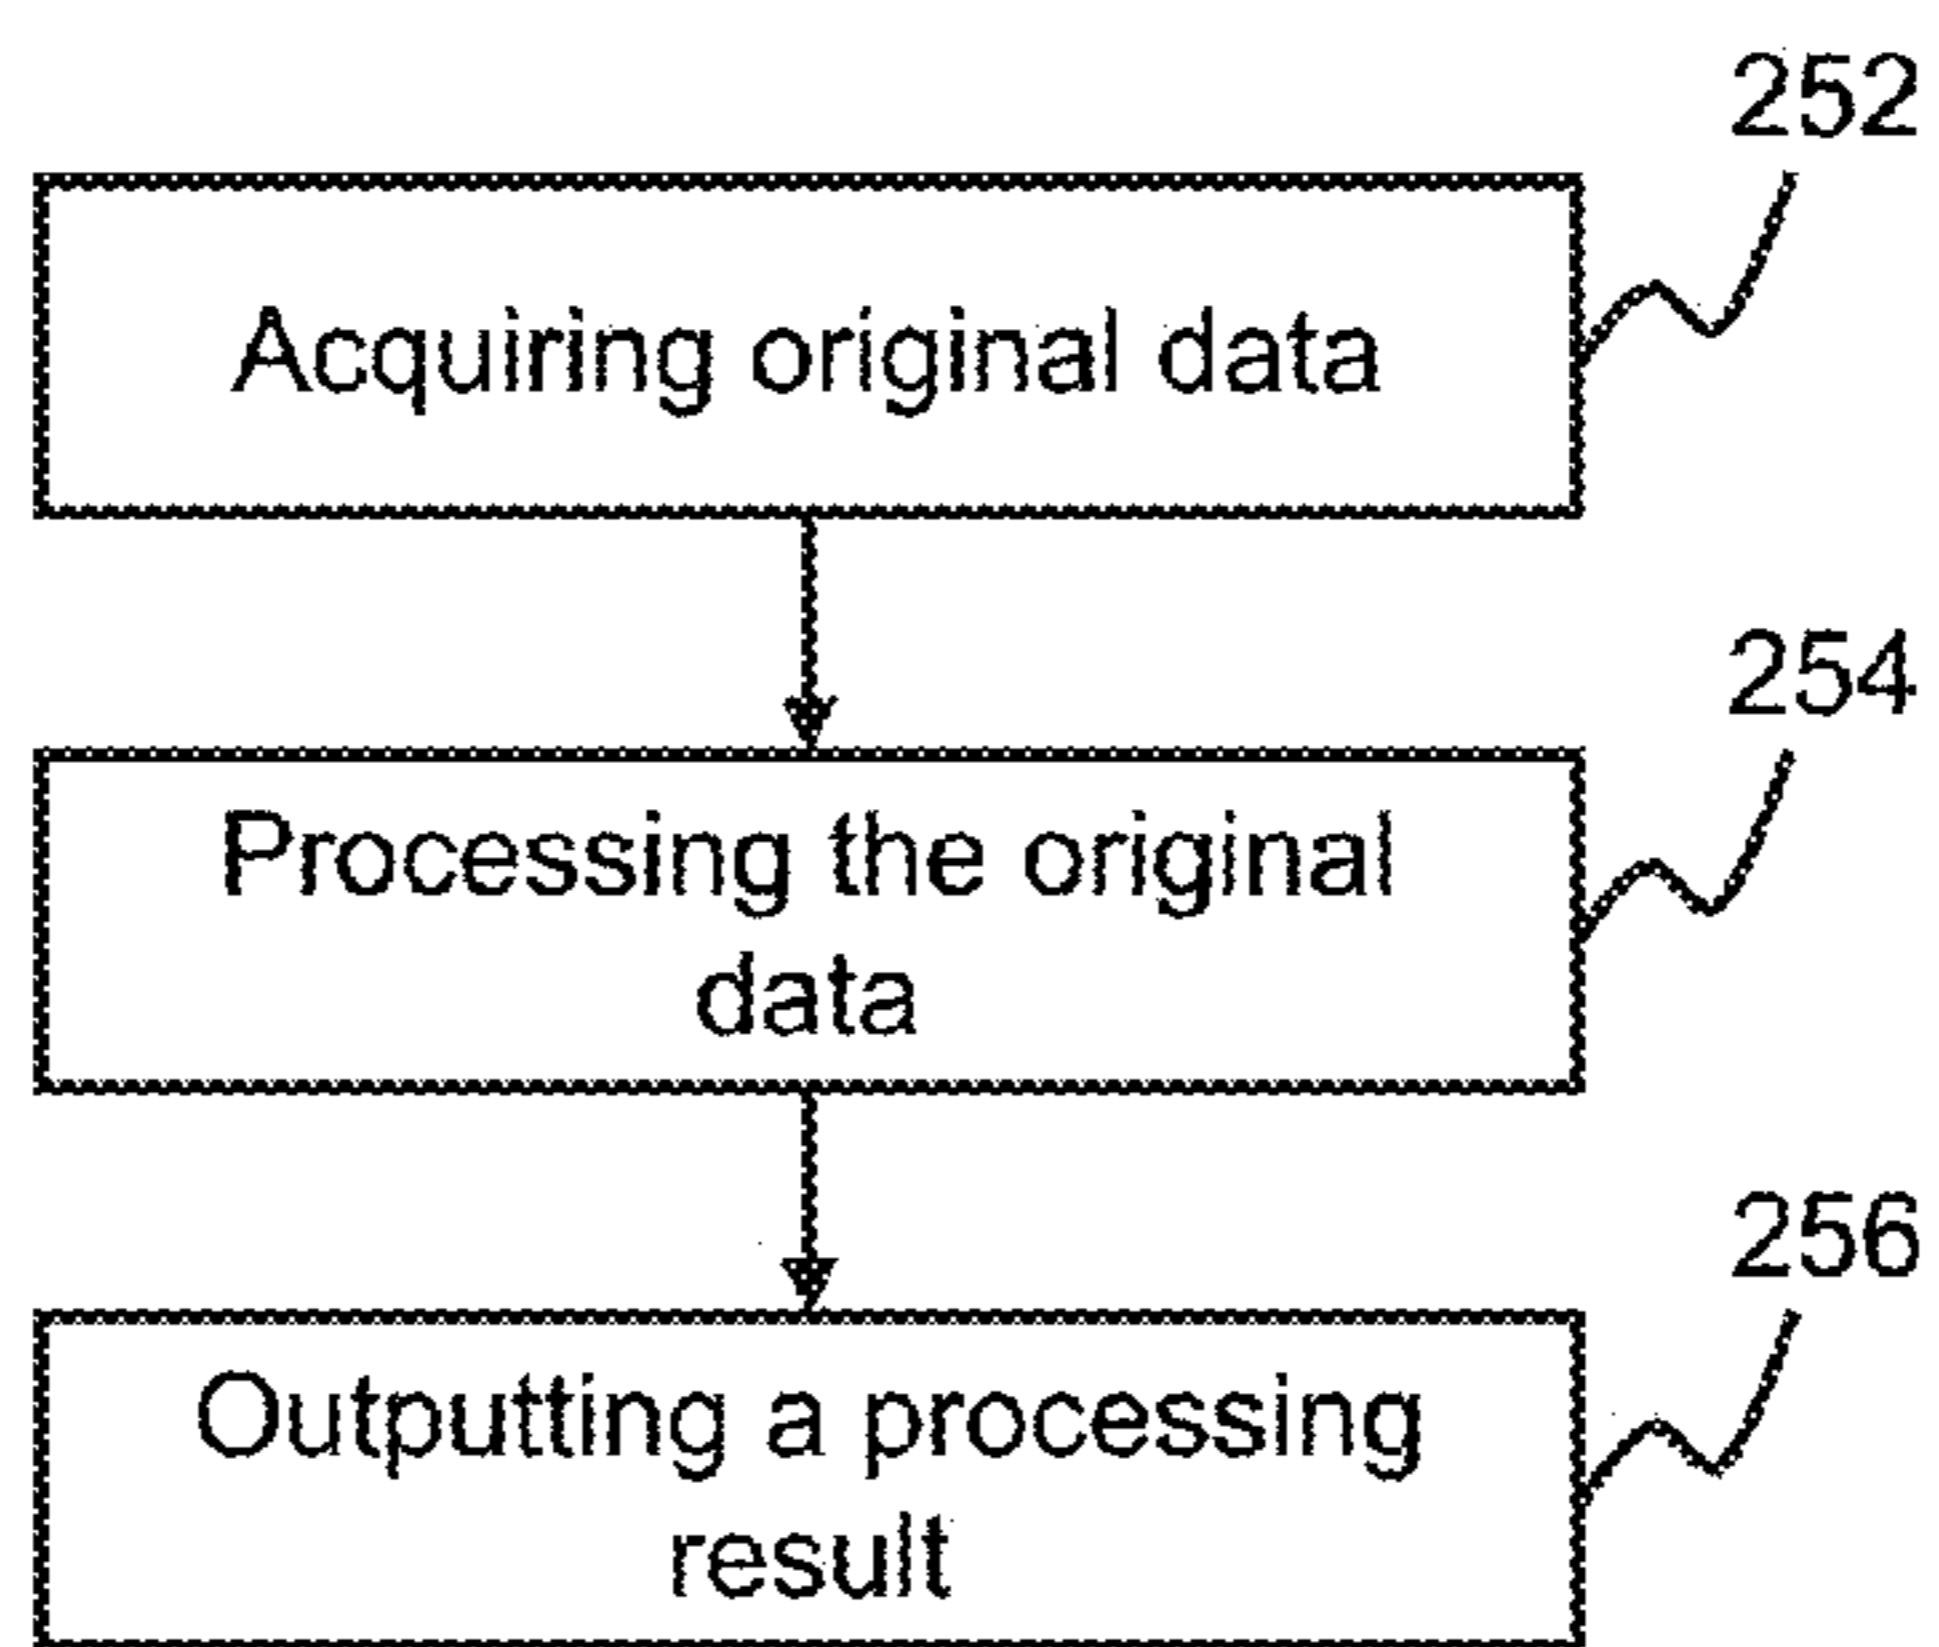 252
Acquiring original data
254
Processing the original
data
256
Outputting a processing
result